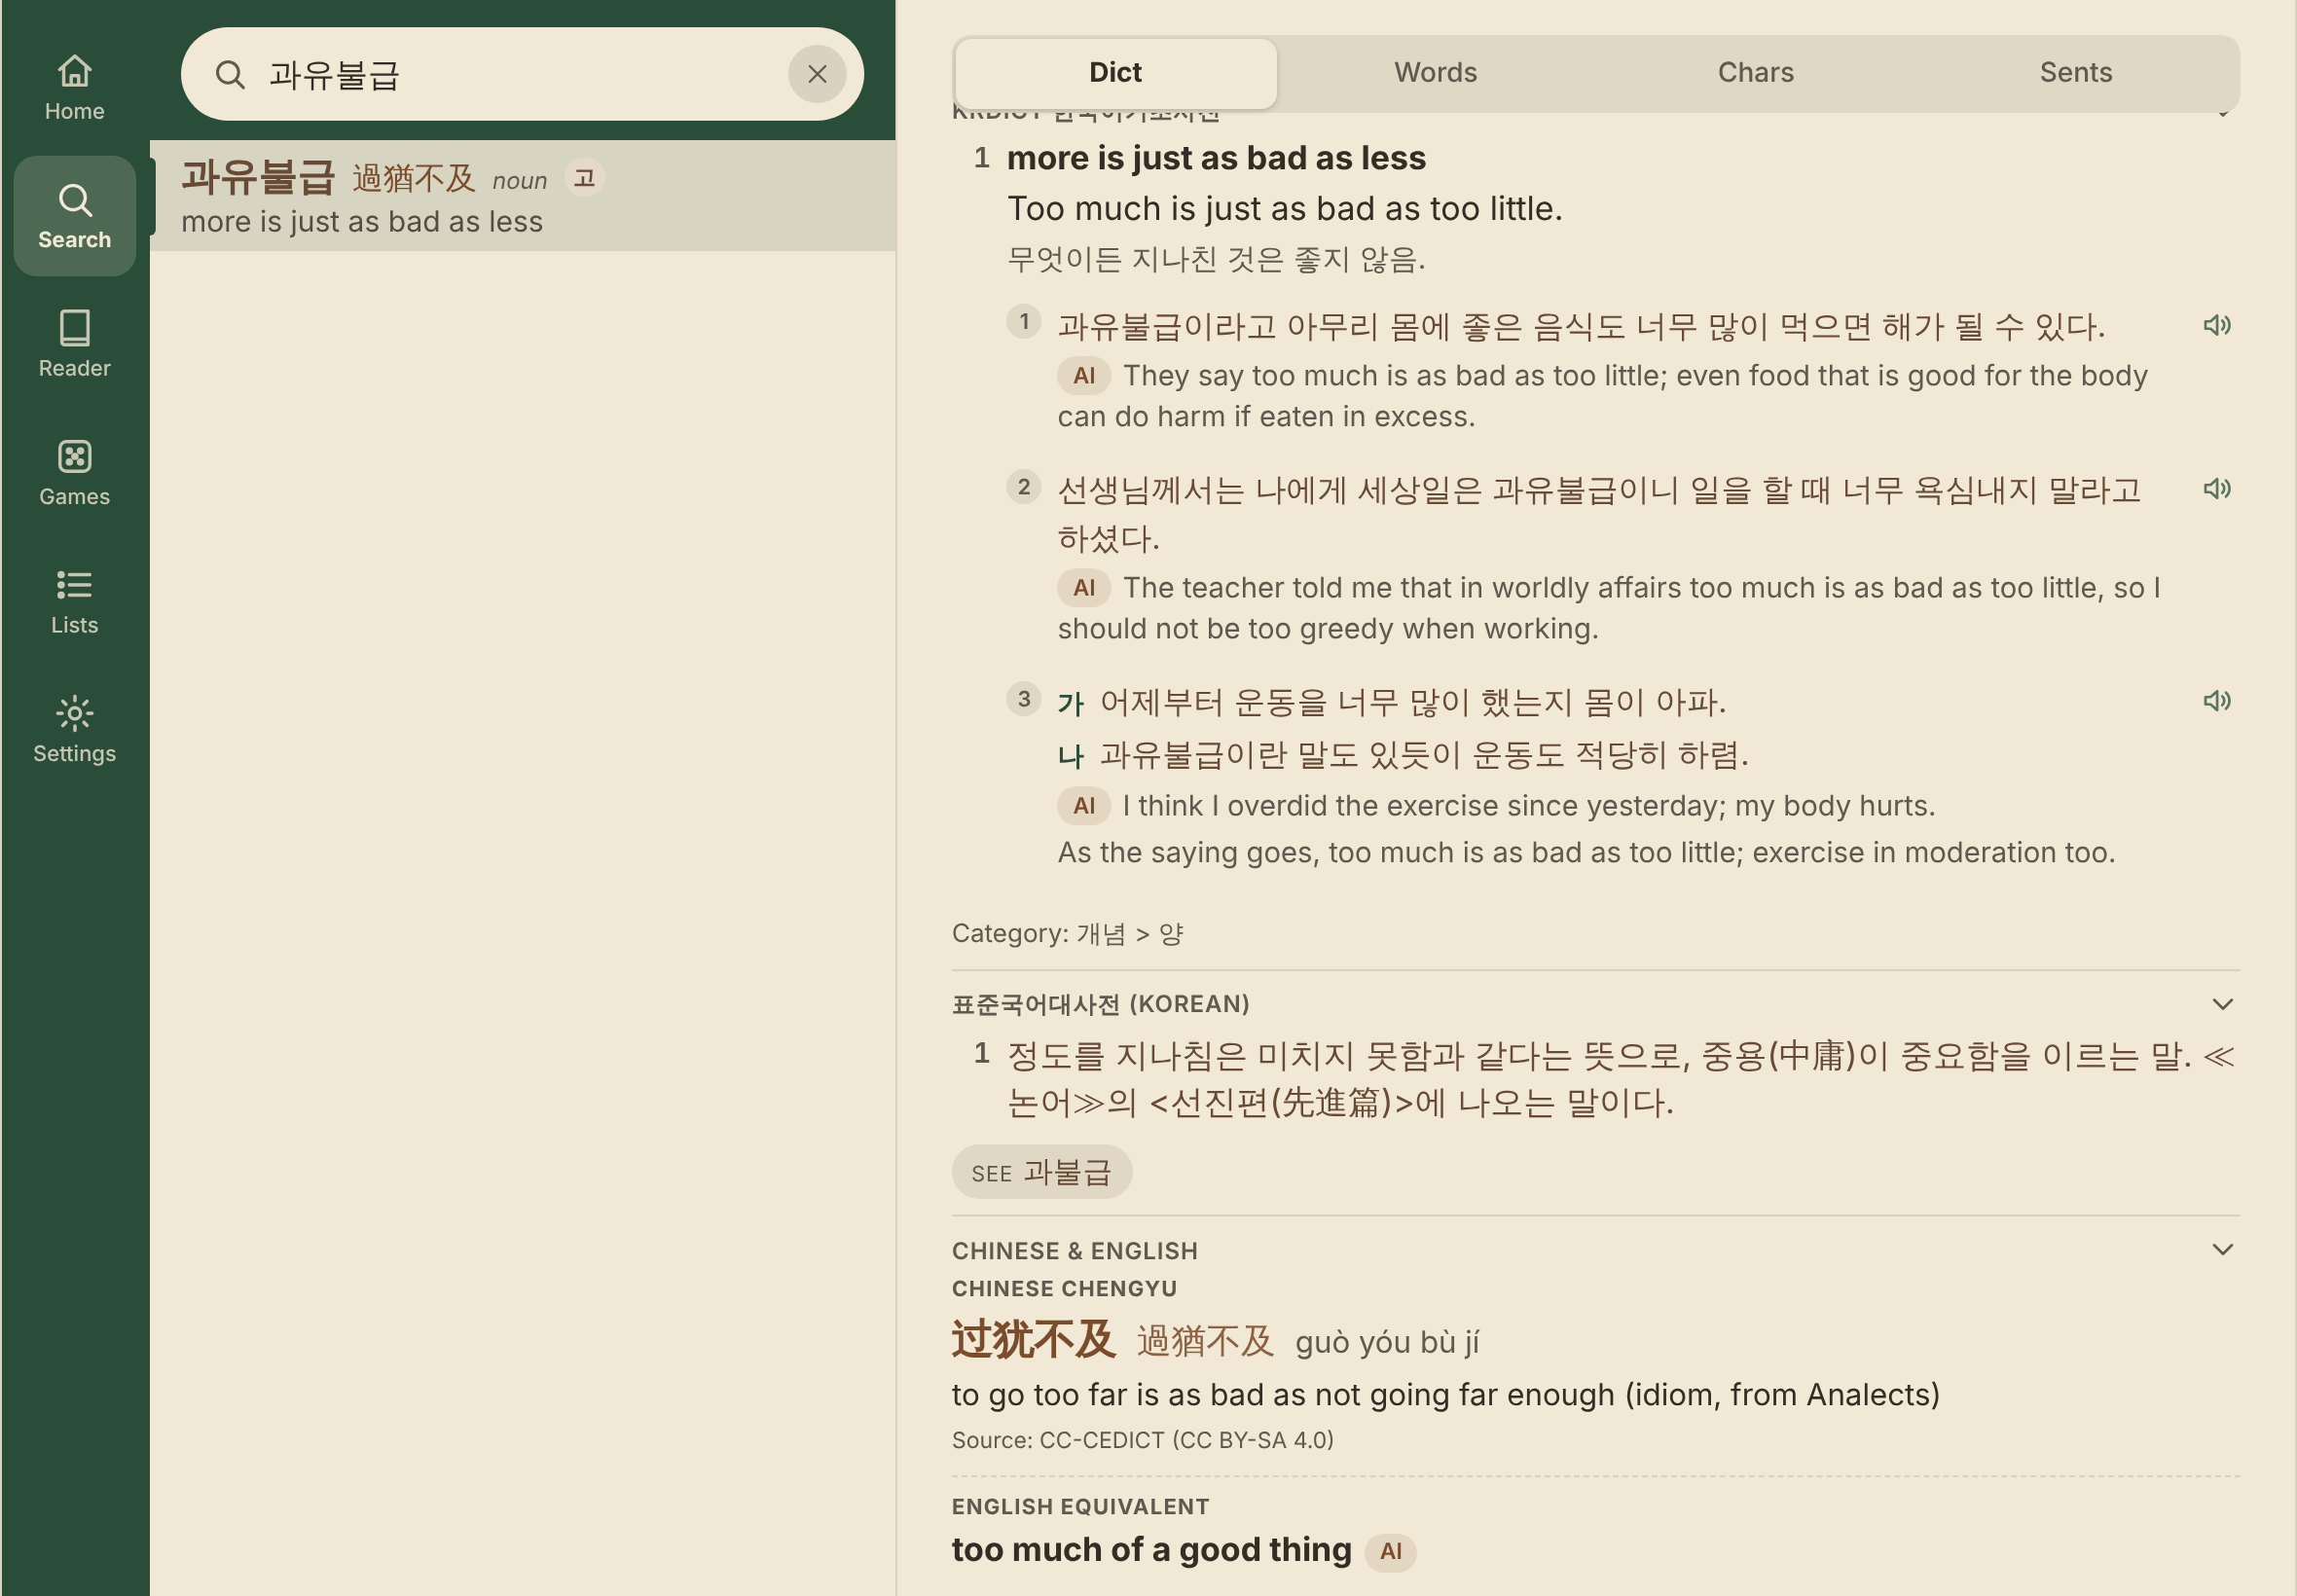 Home
Search
Reader
Games
Lists
Settings
과유불급
과유불급 過猶不及 noun 고
more is just as bad as less
Dict Words Chars Sents
KRDICT 한국어기초사전
1 more is just as bad as less
Too much is just as bad as too little.
무엇이든 지나친 것은 좋지 않음.
1 과유불급이라고 아무리 몸에 좋은 음식도 너무 많이 먹으면 해가 될 수 있다.
AI They say too much is as bad as too little; even food that is good for the body
can do harm if eaten in excess.
2 선생님께서는 나에게 세상일은 과유불급이니 일을 할 때 너무 욕심내지 말라고
하셨다.
AI The teacher told me that in worldly affairs too much is as bad as too little, so I
should not be too greedy when working.
3 가 어제부터 운동을 너무 많이 했는지 몸이 아파.
나 과유불급이란 말도 있듯이 운동도 적당히 하렴.
AI I think I overdid the exercise since yesterday; my body hurts.
As the saying goes, too much is as bad as too little; exercise in moderation too.
Category: 개념 > 양
표준국어대사전 (KOREAN)
1 정도를 지나침은 미치지 못함과 같다는 뜻으로, 중용(中庸)이 중요함을 이르는 말. ≪
논어≫의 <선진편(先進篇)>에 나오는 말이다.
SEE 과불급
CHINESE & ENGLISH
CHINESE CHENGYU
过犹不及 過猶不及 guò yóu bù jí
to go too far is as bad as not going far enough (idiom, from Analects)
Source: CC-CEDICT (CC BY-SA 4.0)
ENGLISH EQUIVALENT
too much of a good thing AI